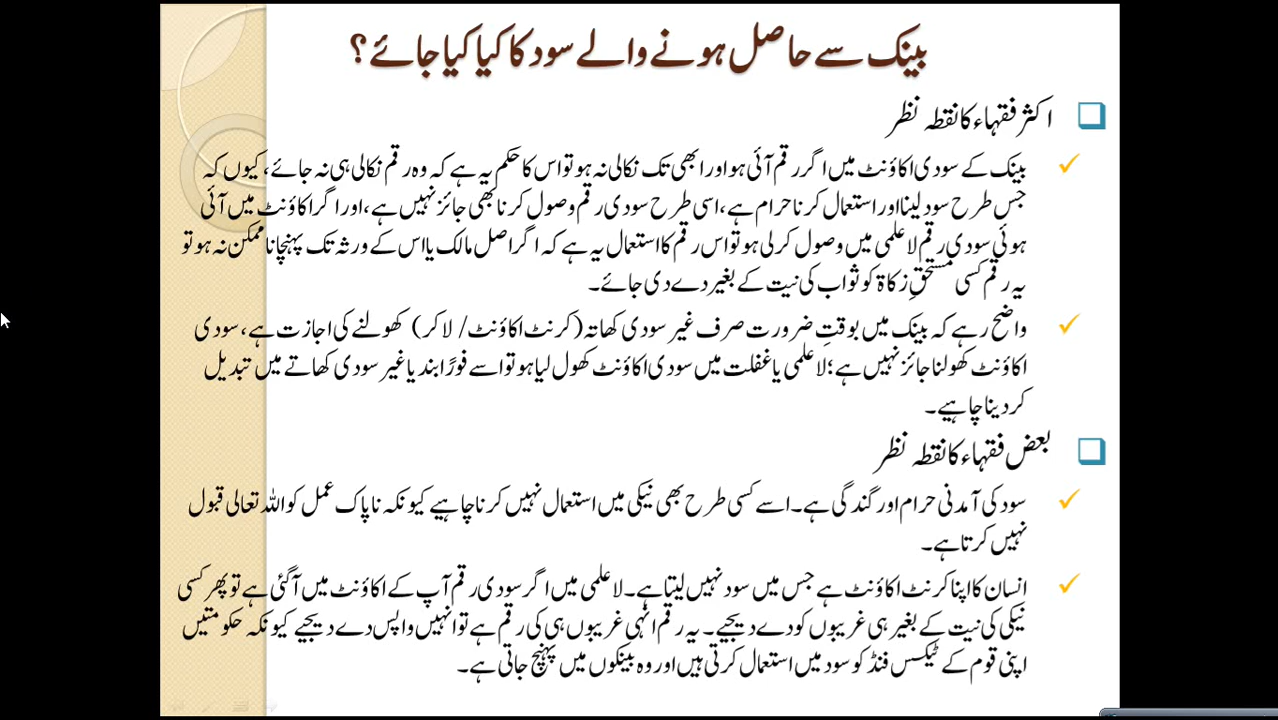 بینک سے حاصل ہونے والے سود کا کیا کیا جائے ؟
اکثر فقہاء کا نقطہ نظر
بینک کے سودی اکاؤنٹ میں اگر رقم آئی ہو اور ابھی تک نکالی نہ ہو تو اس کا حکم یہ ہے کہ وہ رقم نکالی ہی نہ جائے، کیوں کہ
جس طرح سود لینا اور استعمال کرنا حرام ہے، اسی طرح سودی رقم وصول کرنا بھی جائز نہیں ہے، اور اگر اکاؤنٹ میں آئی
ہوئی سودی رقم لاعلمی میں وصول کر لی ہو تو اس رقم کا استعمال یہ ہے کہ اگر اصل مالک یا اس کے ورثہ تک پہنچانا ممکن نہ ہو تو
یہ رقم کسی مستحقِ زکاۃ کو ثواب کی نیت کے بغیر دے دی جائے۔
واضح رہے کہ بینک میں بوقتِ ضرورت صرف غیر سودی کھاتہ (کرنٹ اکاؤنٹ/ لاکر) کھولنے کی اجازت ہے، سودی
اکاؤنٹ کھولنا جائز نہیں ہے؛ لاعلمی یا غفلت میں سودی اکاؤنٹ کھول لیا ہو تو اسے فورًا بند یا غیر سودی کھاتے میں تبدیل
کر دینا چاہیے۔
بعض فقہاء کا نقطہ نظر
سود کی آمدنی حرام اور گندگی ہے۔ اسے کسی طرح بھی نیکی میں استعمال نہیں کرنا چاہیے کیونکہ ناپاک عمل کو اللہ تعالی قبول
نہیں کرتا ہے۔
انسان کا اپنا کرنٹ اکاؤنٹ ہے جس میں سود نہیں لیتا ہے۔ لاعلمی میں اگر سودی رقم آپ کے اکاؤنٹ میں آگئی ہے تو پھر کسی
نیکی کی نیت کے بغیر ہی غریبوں کو دے دیجیے۔ یہ رقم انہی غریبوں ہی کی رقم ہے تو انہیں واپس دے دیجیے کیونکہ حکومتیں
اپنی قوم کے ٹیکسس فنڈ کو سود میں استعمال کرتی ہیں اور وہ بینکوں میں پہنچ جاتی ہے۔